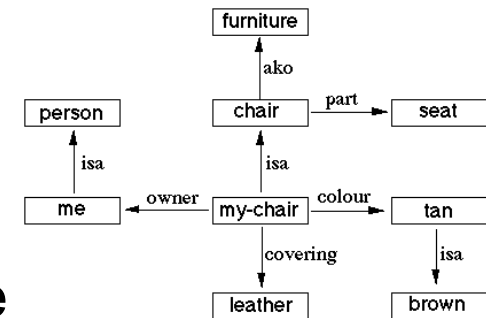 furniture
ako
person
chair
part
seat
isa
isa
me
owner
my-chair
colour
tan
covering
isa
leather
brown
e